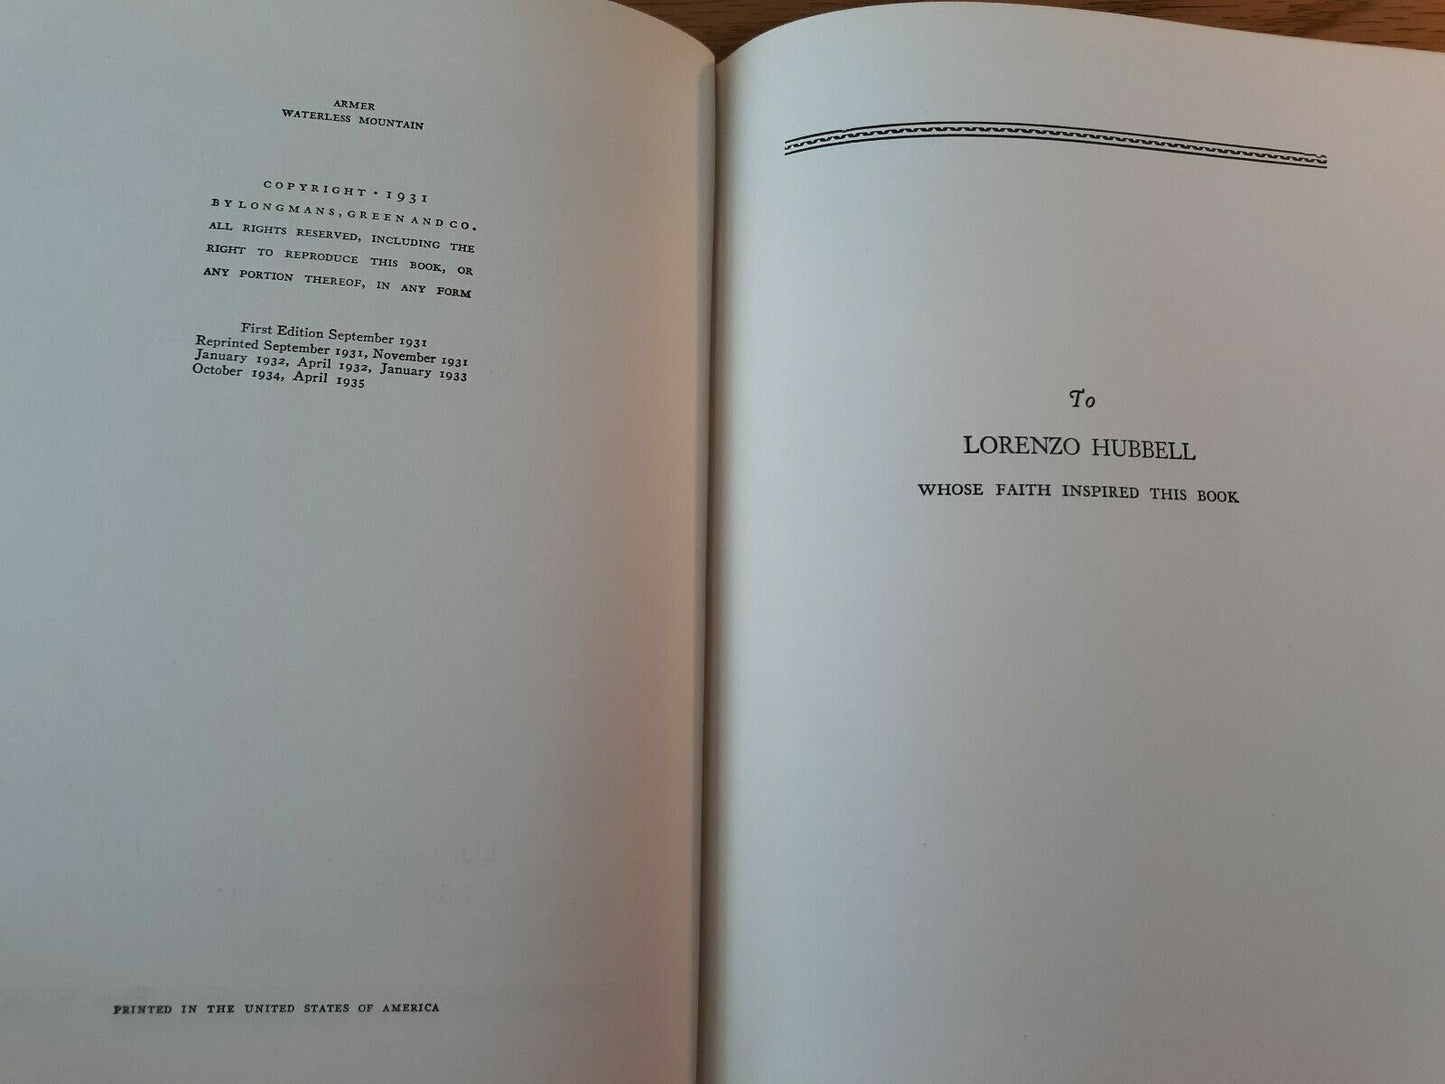 ARMER
WATERLESS MOUNTAIN
COPYRIGHT · 1931
BY LONGMANS, GREEN AND CO.
ALL RIGHTS RESERVED, INCLUDING THE
RIGHT TO REPRODUCE THIS BOOK, OR
ANY PORTION THEREOF, IN ANY FORM
First Edition September 1931
Reprinted September 1931, November 1931
January 1932, April 1932, January 1933
October 1934, April 1935
PRINTED IN THE UNITED STATES OF AMERICA
To
LORENZO HUBBELL
WHOSE FAITH INSPIRED THIS BOOK